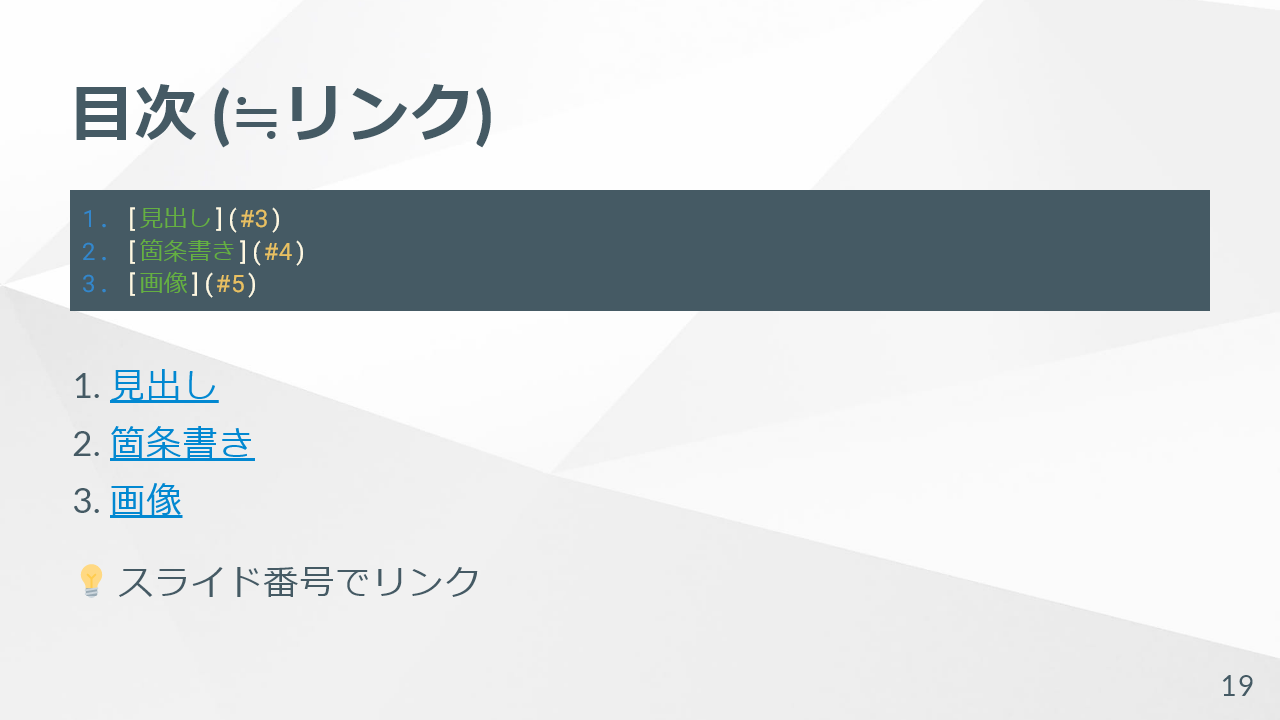 目次 (≒リンク)
1. [見出し](#3)
2. [箇条書き](#4)
3. [画像](#5)
1. 見出し
2. 箇条書き
3. 画像
💡 スライド番号でリンク
19